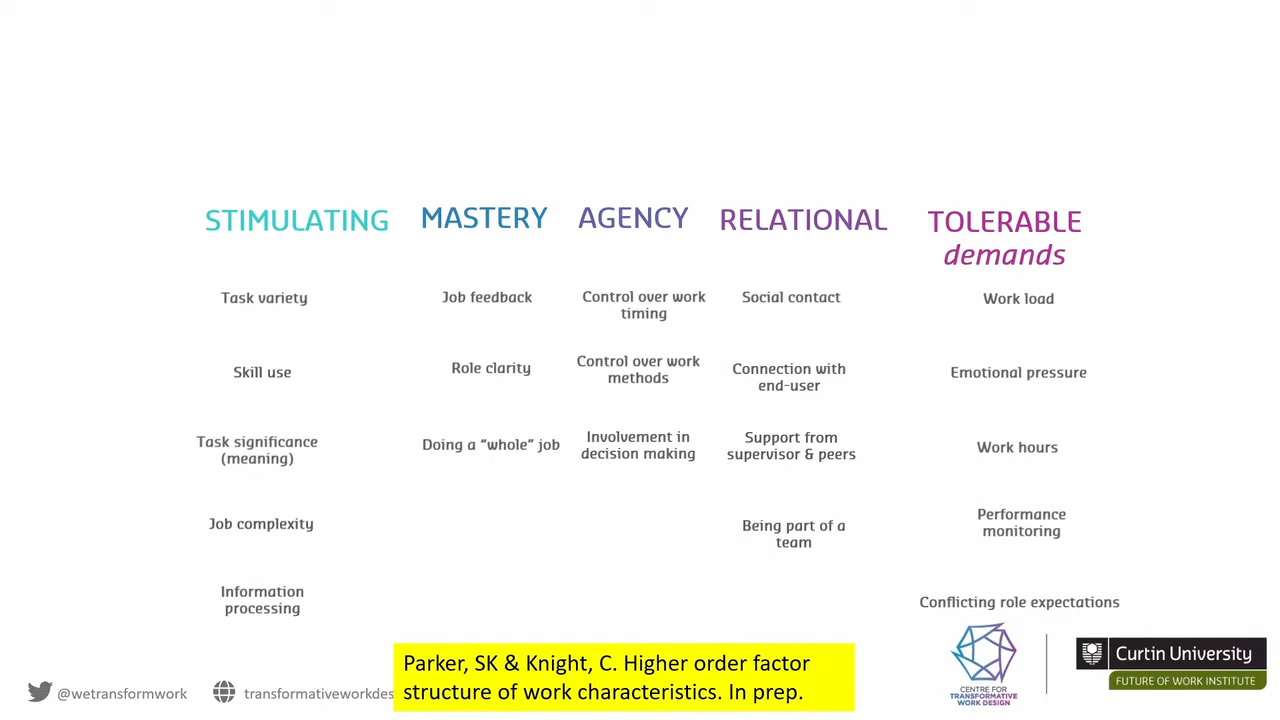 STIMULATING
Task variety
Skill use
Task significance
(meaning)
Job complexity
Information
processing
MASTERY
Job feedback
Role clarity
Doing a “whole” job
AGENCY
Control over work
timing
Control over work
methods
Involvement in
decision making
RELATIONAL
Social contact
Connection with
end-user
Support from
supervisor & peers
Being part of a
team
TOLERABLE
demands
Work load
Emotional pressure
Work hours
Performance
monitoring
Conflicting role expectations
@wetransformwork
transformativeworkdes
Parker, SK & Knight, C. Higher order factor
structure of work characteristics. In prep.
CENTRE FOR
TRANSFORMATIVE
WORK DESIGN
Curtin University
FUTURE OF WORK INSTITUTE